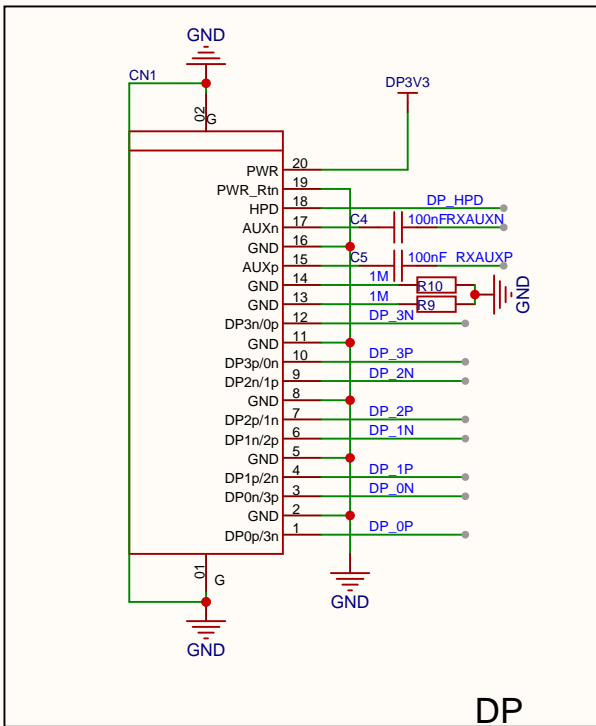 GND
CN1
DP3V3
02
G
PWR 20
PWR_Rtn 19
HPD 18 DP_HPD
AUXn 17 C4 100nF RXAUXN
GND 16
AUXp 15 C5 100nF RXAUXP
GND 14 1M R10
GND 13 1M R9
GND
DP3n/0p 12 DP_3N
GND 11
DP3p/0n 10 DP_3P
DP2n/1p 9 DP_2N
GND 8
DP2p/1n 7 DP_2P
DP1n/2p 6 DP_1N
GND 5
DP1p/2n 4 DP_1P
DP0n/3p 3 DP_0N
GND 2
DP0p/3n 1 DP_0P
01
G
GND
GND
DP